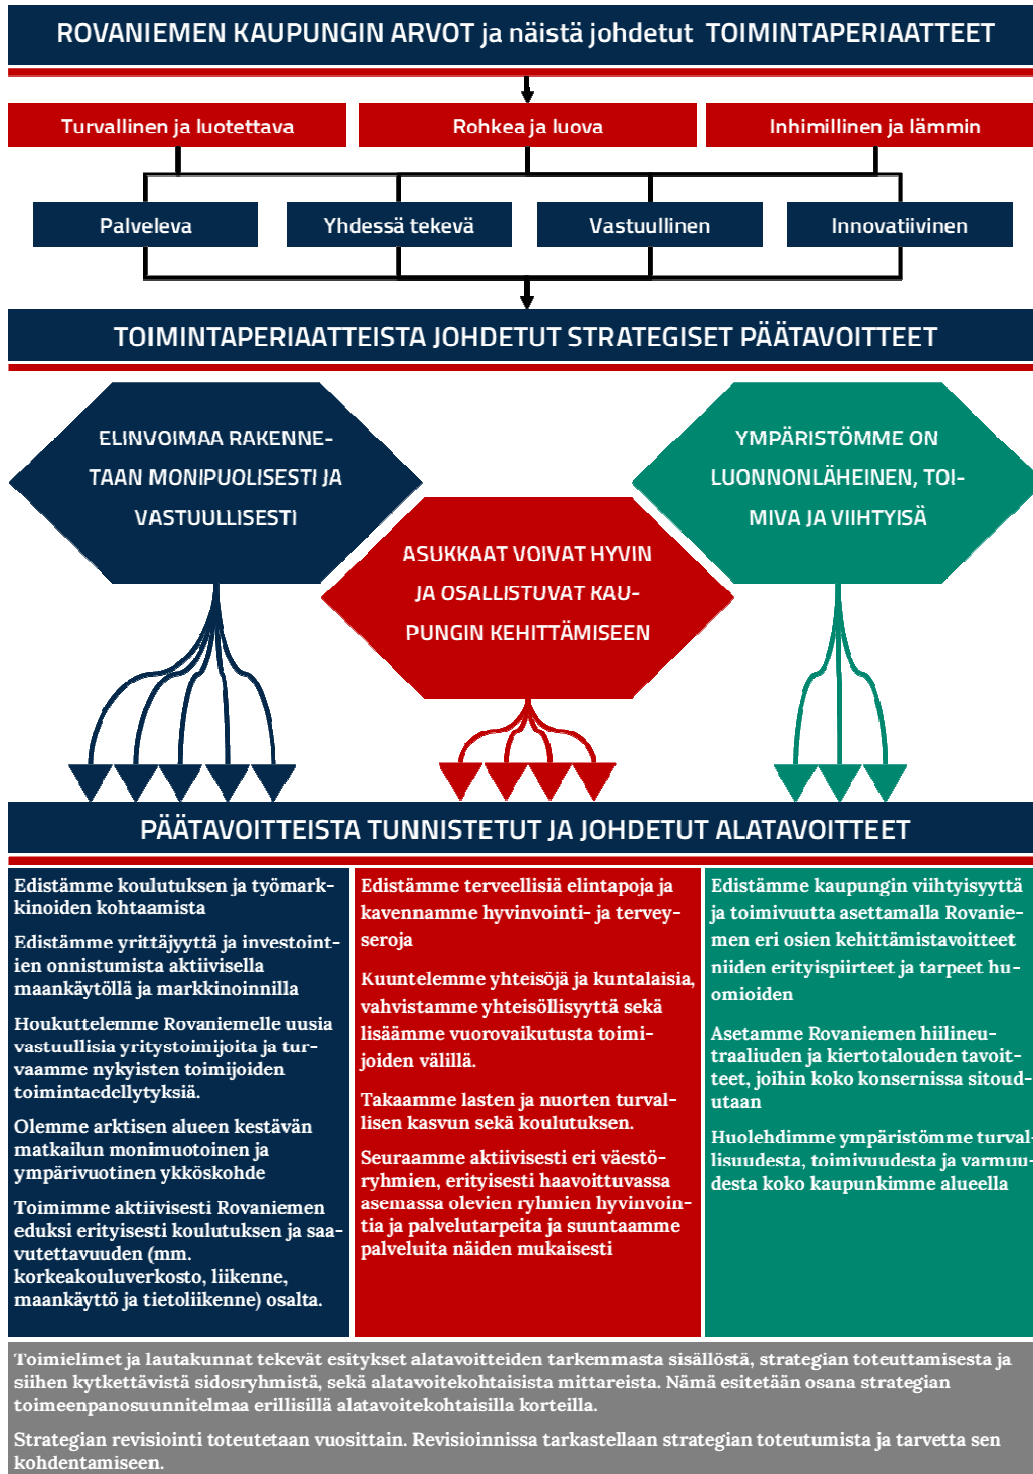 ROVANIEMEN KAUPUNGIN ARVOT ja näistä johdetut TOIMINTAPERIAATTEET
Turvallinen ja luotettava
Rohkea ja luova
Inhimillinen ja lämmin
Palveleva
Yhdessä tekevä
Vastuullinen
Innovatiivinen
TOIMINTAPERIAATTEISTA JOHDETUT STRATEGISET PÄÄTAVOITTEET
ELINVOIMAA RAKENNE-
TAAN MONIPUOLISESTI JA
VASTUULLISESTI
ASUKKAAT VOIVAT HYVIN
JA OSALLISTUVAT KAU-
PUNGIN KEHITTÄMISEEN
YMPÄRISTÖMME ON
LUONNONLÄHEINEN, TOI-
MIVA JA VIIHTYISÄ
PÄÄTAVOITTEISTA TUNNISTETUT JA JOHDETUT ALATAVOITTEET
Edistämme koulutuksen ja työmark-
kinoiden kohtaamista
Edistämme yrittäjyyttä ja investoint-
ien onnistumista aktiivisella
maankäytöllä ja markkinoinnilla
Houkuttelemme Rovaniemelle uusia
vastuullisia yritystoimijoita ja tur-
vaamme nykyisten toimijoiden
toimintaedellytyksiä.
Olemme arktisen alueen kestävän
matkailun monimuotoinen ja
ympärivuotinen ykköskohde
Toimimme aktiivisesti Rovaniemen
eduksi erityisesti koulutuksen ja saa-
vutettavuuden (mm.
korkeakouluverkosto, liikenne,
maankäyttö ja tietoliikenne) osalta.
Edistämme terveellisiä elintapoja ja
kavennamme hyvinvointi- ja tervey-
seroja
Kuuntelemme yhteisöjä ja kuntalaisia,
vahvistamme yhteisöllisyyttä sekä
lisäämme vuorovaikutusta toimi-
joiden välillä.
Takaamme lasten ja nuorten turval-
lisen kasvun sekä koulutuksen.
Seuraamme aktiivisesti eri väestö-
ryhmien, erityisesti haavoittuvassa
asemassa olevien ryhmien hyvinvoin-
tia ja palvelutarpeita ja suuntaamme
palveluita näiden mukaisesti
Edistämme kaupungin viihtyisyyttä
ja toimivuutta asettamalla Rovanie-
men eri osien kehittämistavoitteet
niiden erityispiirteet ja tarpeet hu-
omioiden
Asetamme Rovaniemen hiilineu-
traaliuden ja kiertotalouden tavoit-
teet, joihin koko konsernissa sitoud-
utaan
Huolehdimme ympäristömme turval-
lisuudesta, toimivuudesta ja varmuu-
desta koko kaupunkimme alueella
Toimielimet ja lautakunnat tekevät esitykset alatavoitteiden tarkemmasta sisällöstä, strategian toteuttamisesta ja
siihen kytkettävistä sidosryhmistä, sekä alatavoitekohtaisista mittareista. Nämä esitetään osana strategian
toimeenpanosuunnitelmaa erillisillä alatavoitekohtaisilla korteilla.
Strategian revisiointi toteutetaan vuosittain. Revisioinnissa tarkastellaan strategian toteutumista ja tarvetta sen
kohdentamiseen.